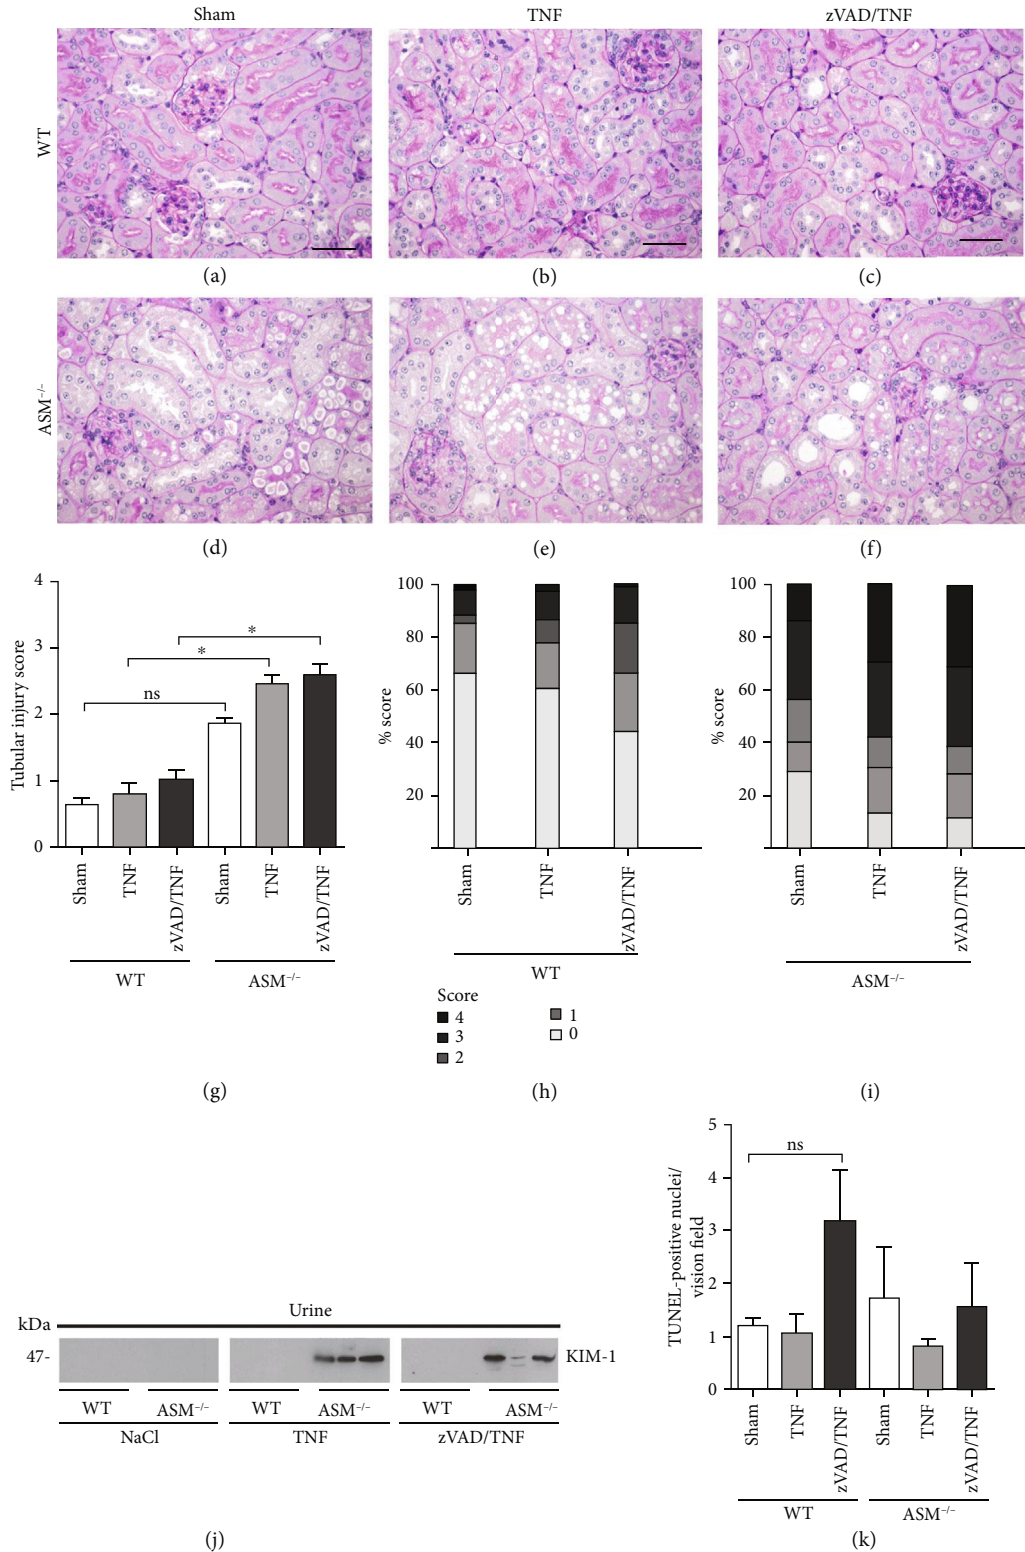 Sham TNF zVAD/TNF
WT
(a) (b) (c)
ASM−/−
(d) (e) (f)
Tubular injury score
4
3
2
1
0
ns
*
*
Sham TNF zVAD/TNF Sham TNF zVAD/TNF
WT ASM−/−
(g)
% score
100
80
60
40
20
Sham TNF zVAD/TNF
WT
Score
4
3
2
1
0
(h)
% score
100
80
60
40
20
Sham TNF zVAD/TNF
ASM−/−
(i)
Urine
kDa
47-
KIM-1
WT ASM−/− WT ASM−/− WT ASM−/−
NaCl TNF zVAD/TNF
(j)
TUNEL-positive nuclei/
vision field
5
4
3
2
1
0
ns
Sham TNF zVAD/TNF Sham TNF zVAD/TNF
WT ASM−/−
(k)